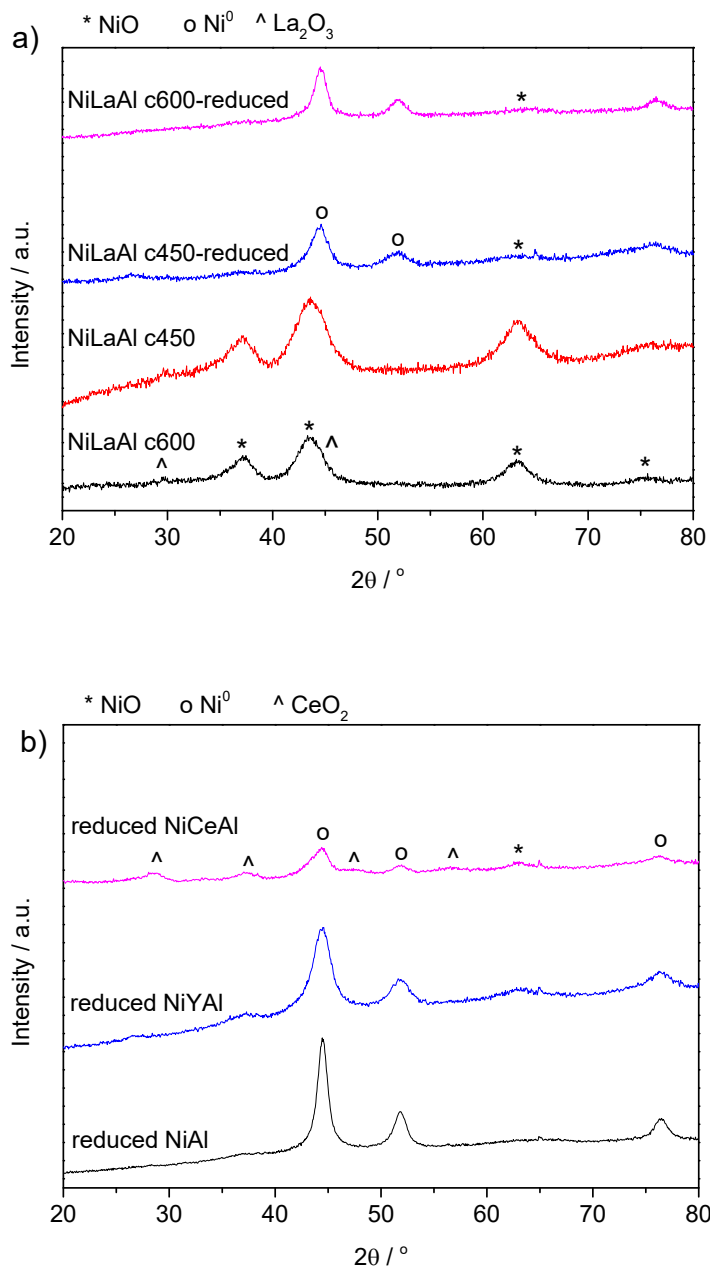 a)
* NiO o Ni⁰ ^ La₂O₃
NiLaAl c600-reduced
*
NiLaAl c450-reduced
o o *
NiLaAl c450
NiLaAl c600
^ * * ^ * *
Intensity / a.u.
20 30 40 50 60 70 80
2θ / °
b)
* NiO o Ni⁰ ^ CeO₂
reduced NiCeAl
^ ^ o ^ o ^ * o
reduced NiYAl
reduced NiAl
Intensity / a.u.
20 30 40 50 60 70 80
2θ / °